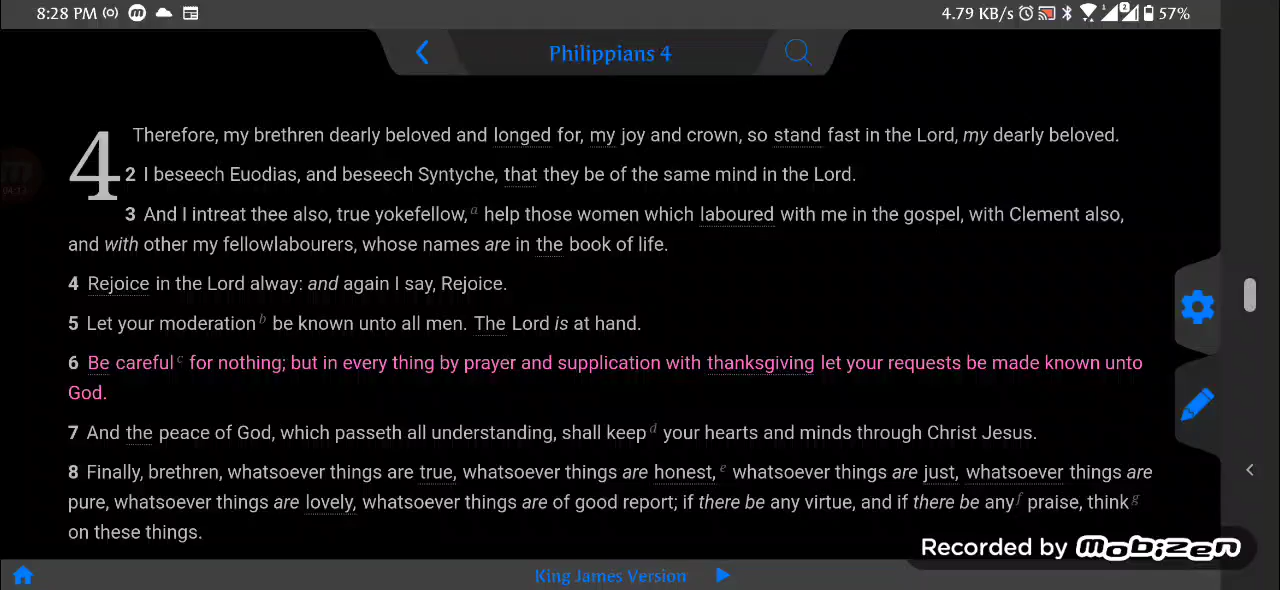 8:28 PM m 4.79 KB/s 2 57%
Philippians 4
4 Therefore, my brethren dearly beloved and longed for, my joy and crown, so stand fast in the Lord, my dearly beloved.
2 I beseech Euodias, and beseech Syntyche, that they be of the same mind in the Lord.
3 And I intreat thee also, true yokefellow, a help those women which laboured with me in the gospel, with Clement also,
and with other my fellowlabourers, whose names are in the book of life.
4 Rejoice in the Lord alway: and again I say, Rejoice.
5 Let your moderation b be known unto all men. The Lord is at hand.
6 Be careful c for nothing; but in every thing by prayer and supplication with thanksgiving let your requests be made known unto
God.
7 And the peace of God, which passeth all understanding, shall keep d your hearts and minds through Christ Jesus.
8 Finally, brethren, whatsoever things are true, whatsoever things are honest, e whatsoever things are just, whatsoever things are
pure, whatsoever things are lovely, whatsoever things are of good report; if there be any virtue, and if there be any f praise, think g
on these things.
Recorded by mobizen
King James Version